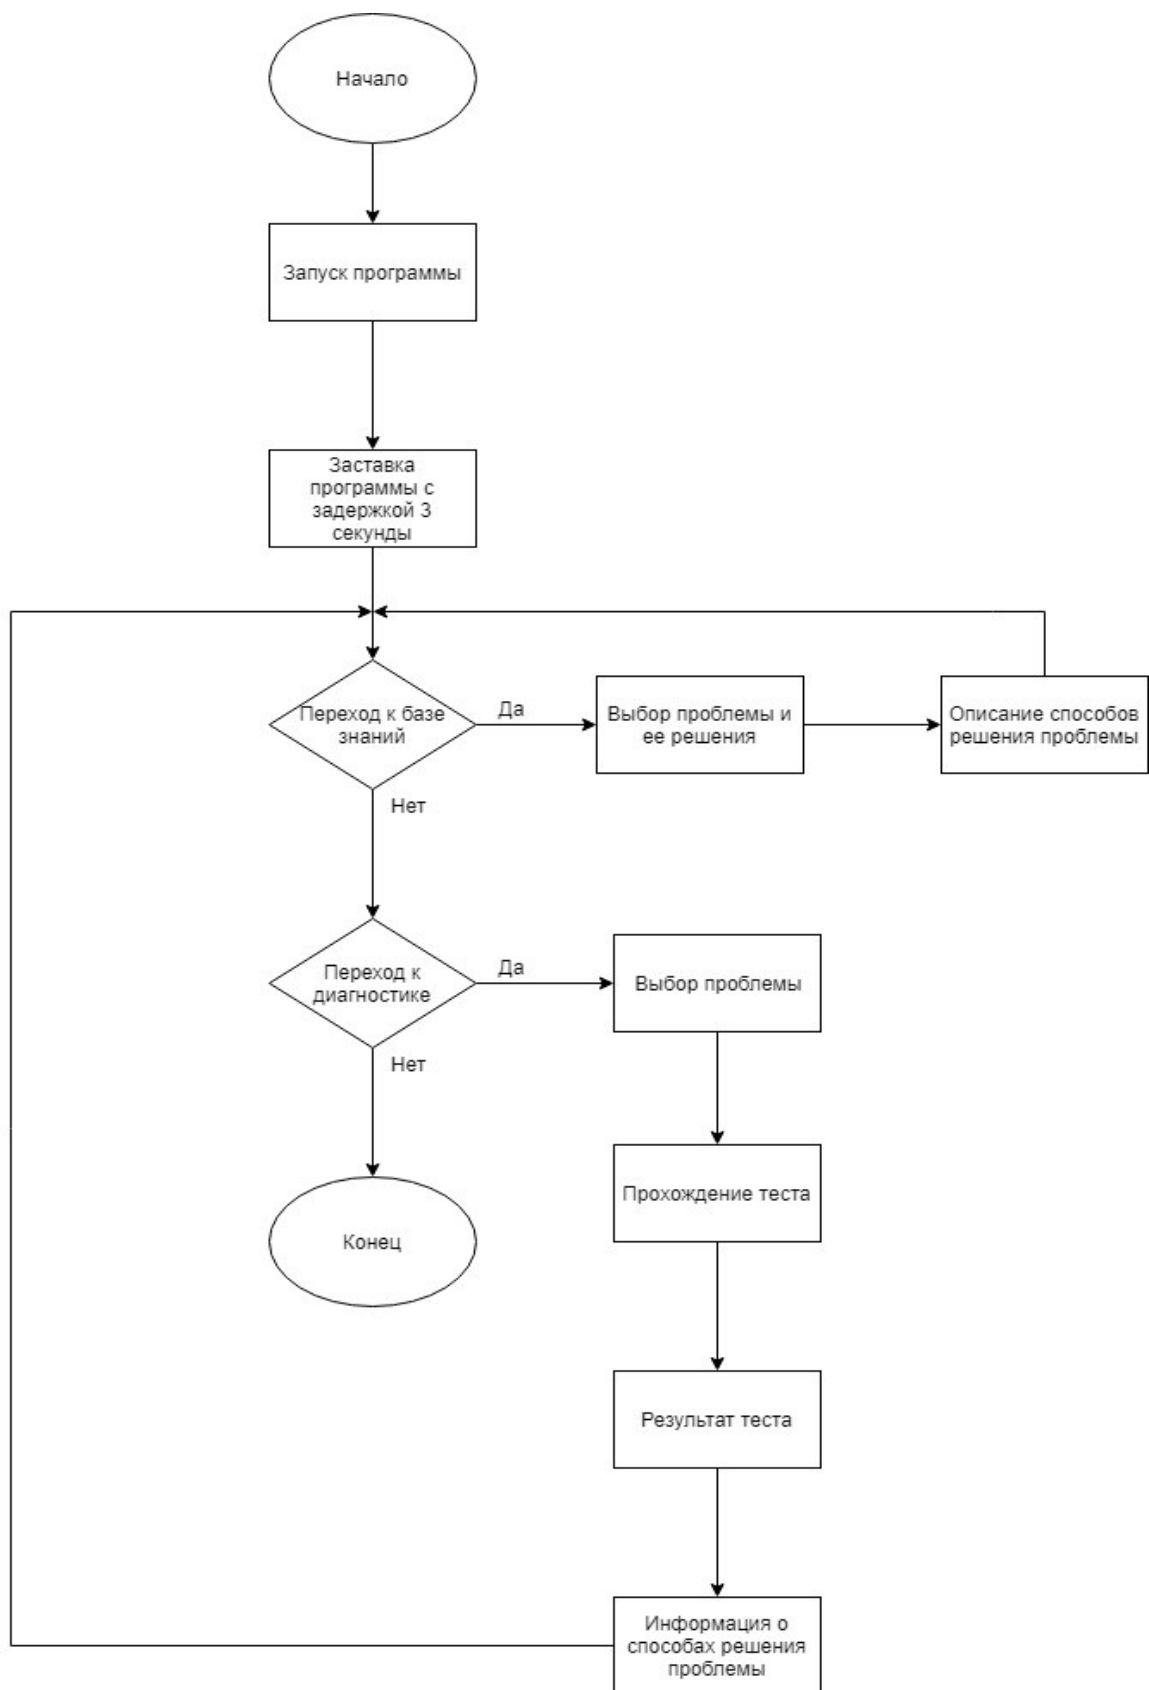 Начало
Запуск программы
Заставка
программы с
задержкой 3
секунды
Переход к базе
знаний
Да
Выбор проблемы и
ее решения
Описание способов
решения проблемы
Нет
Переход к
диагностике
Да
Выбор проблемы
Нет
Прохождение теста
Конец
Результат теста
Информация о
способах решения
проблемы